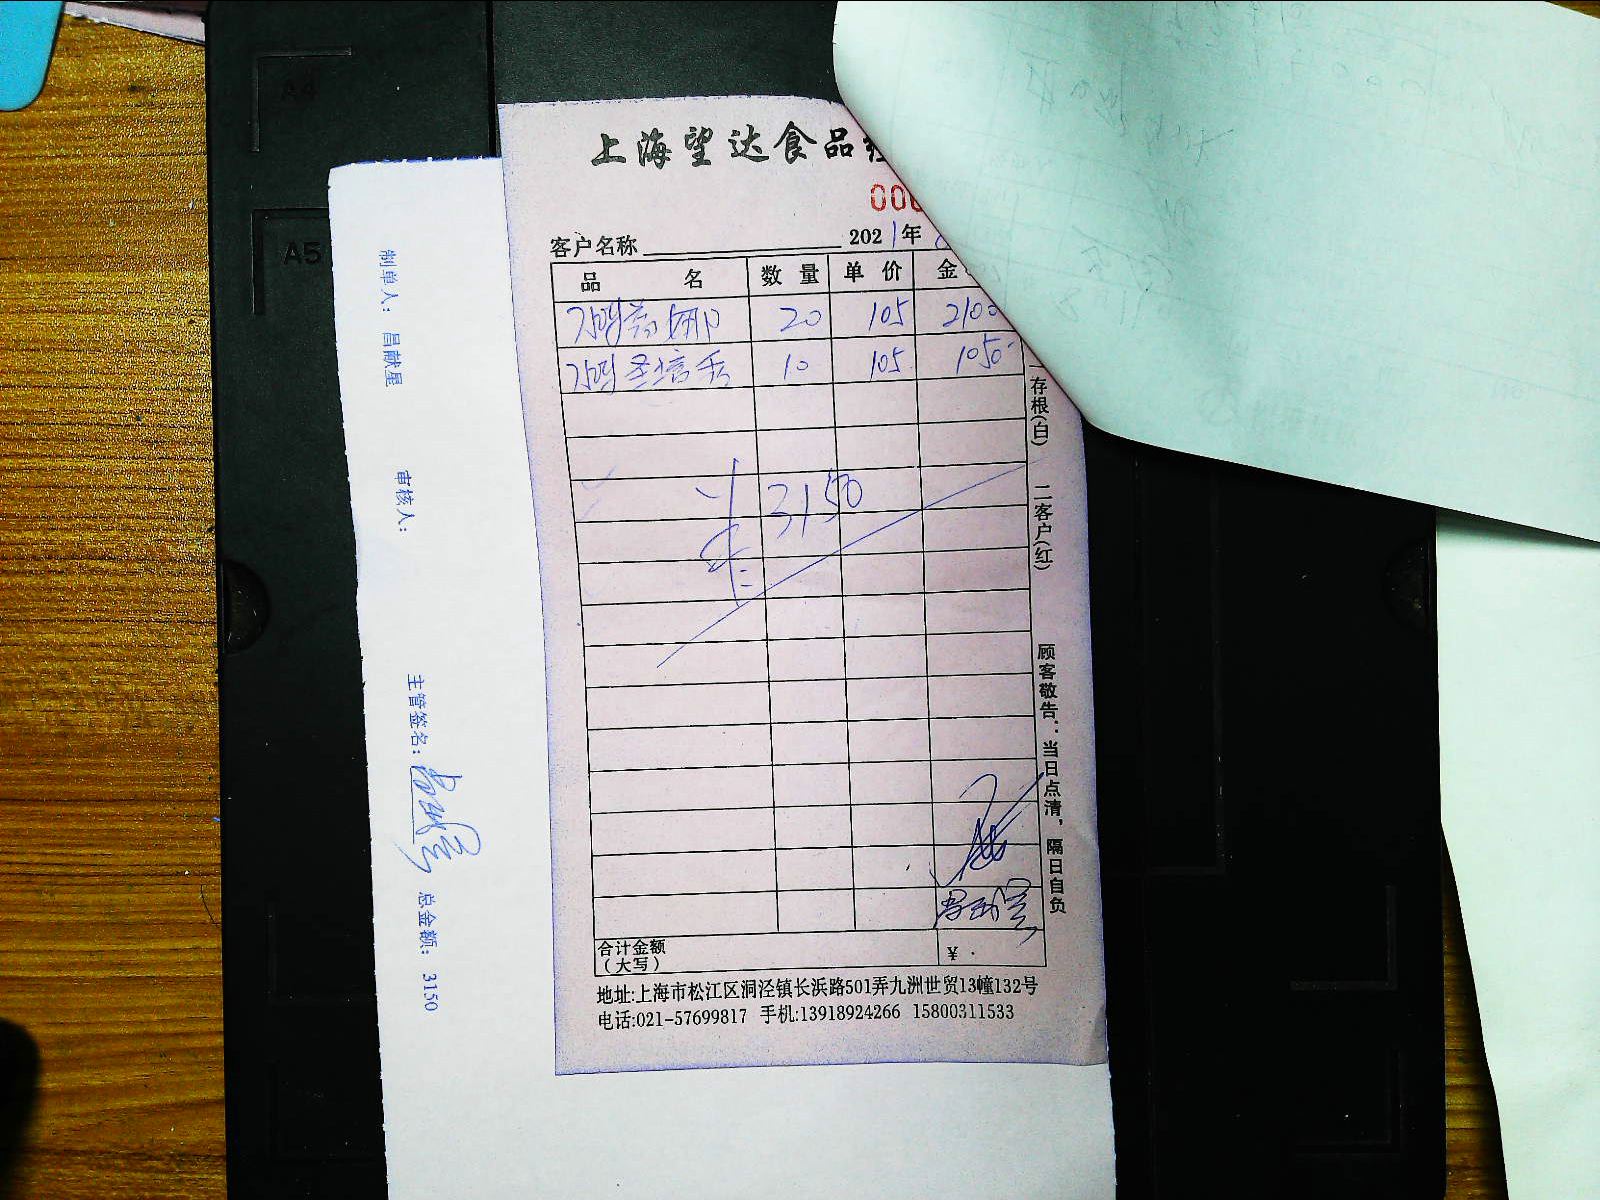 上海望达食品
00
客户名称 2021年
品名 数量 单价 金
20 105 2100
10 105 1050
3150
一存根(白) 二客户(红) 顾客敬告:当日点清,隔日自负
合计金额
(大写) ¥
地址:上海市松江区洞泾镇长浜路501弄九洲世贸13幢132号
电话:021-57699817 手机:13918924266 15800311533
制单人: 昌献星 审核人: 主管签名: 总金额: 3150
A4
A5